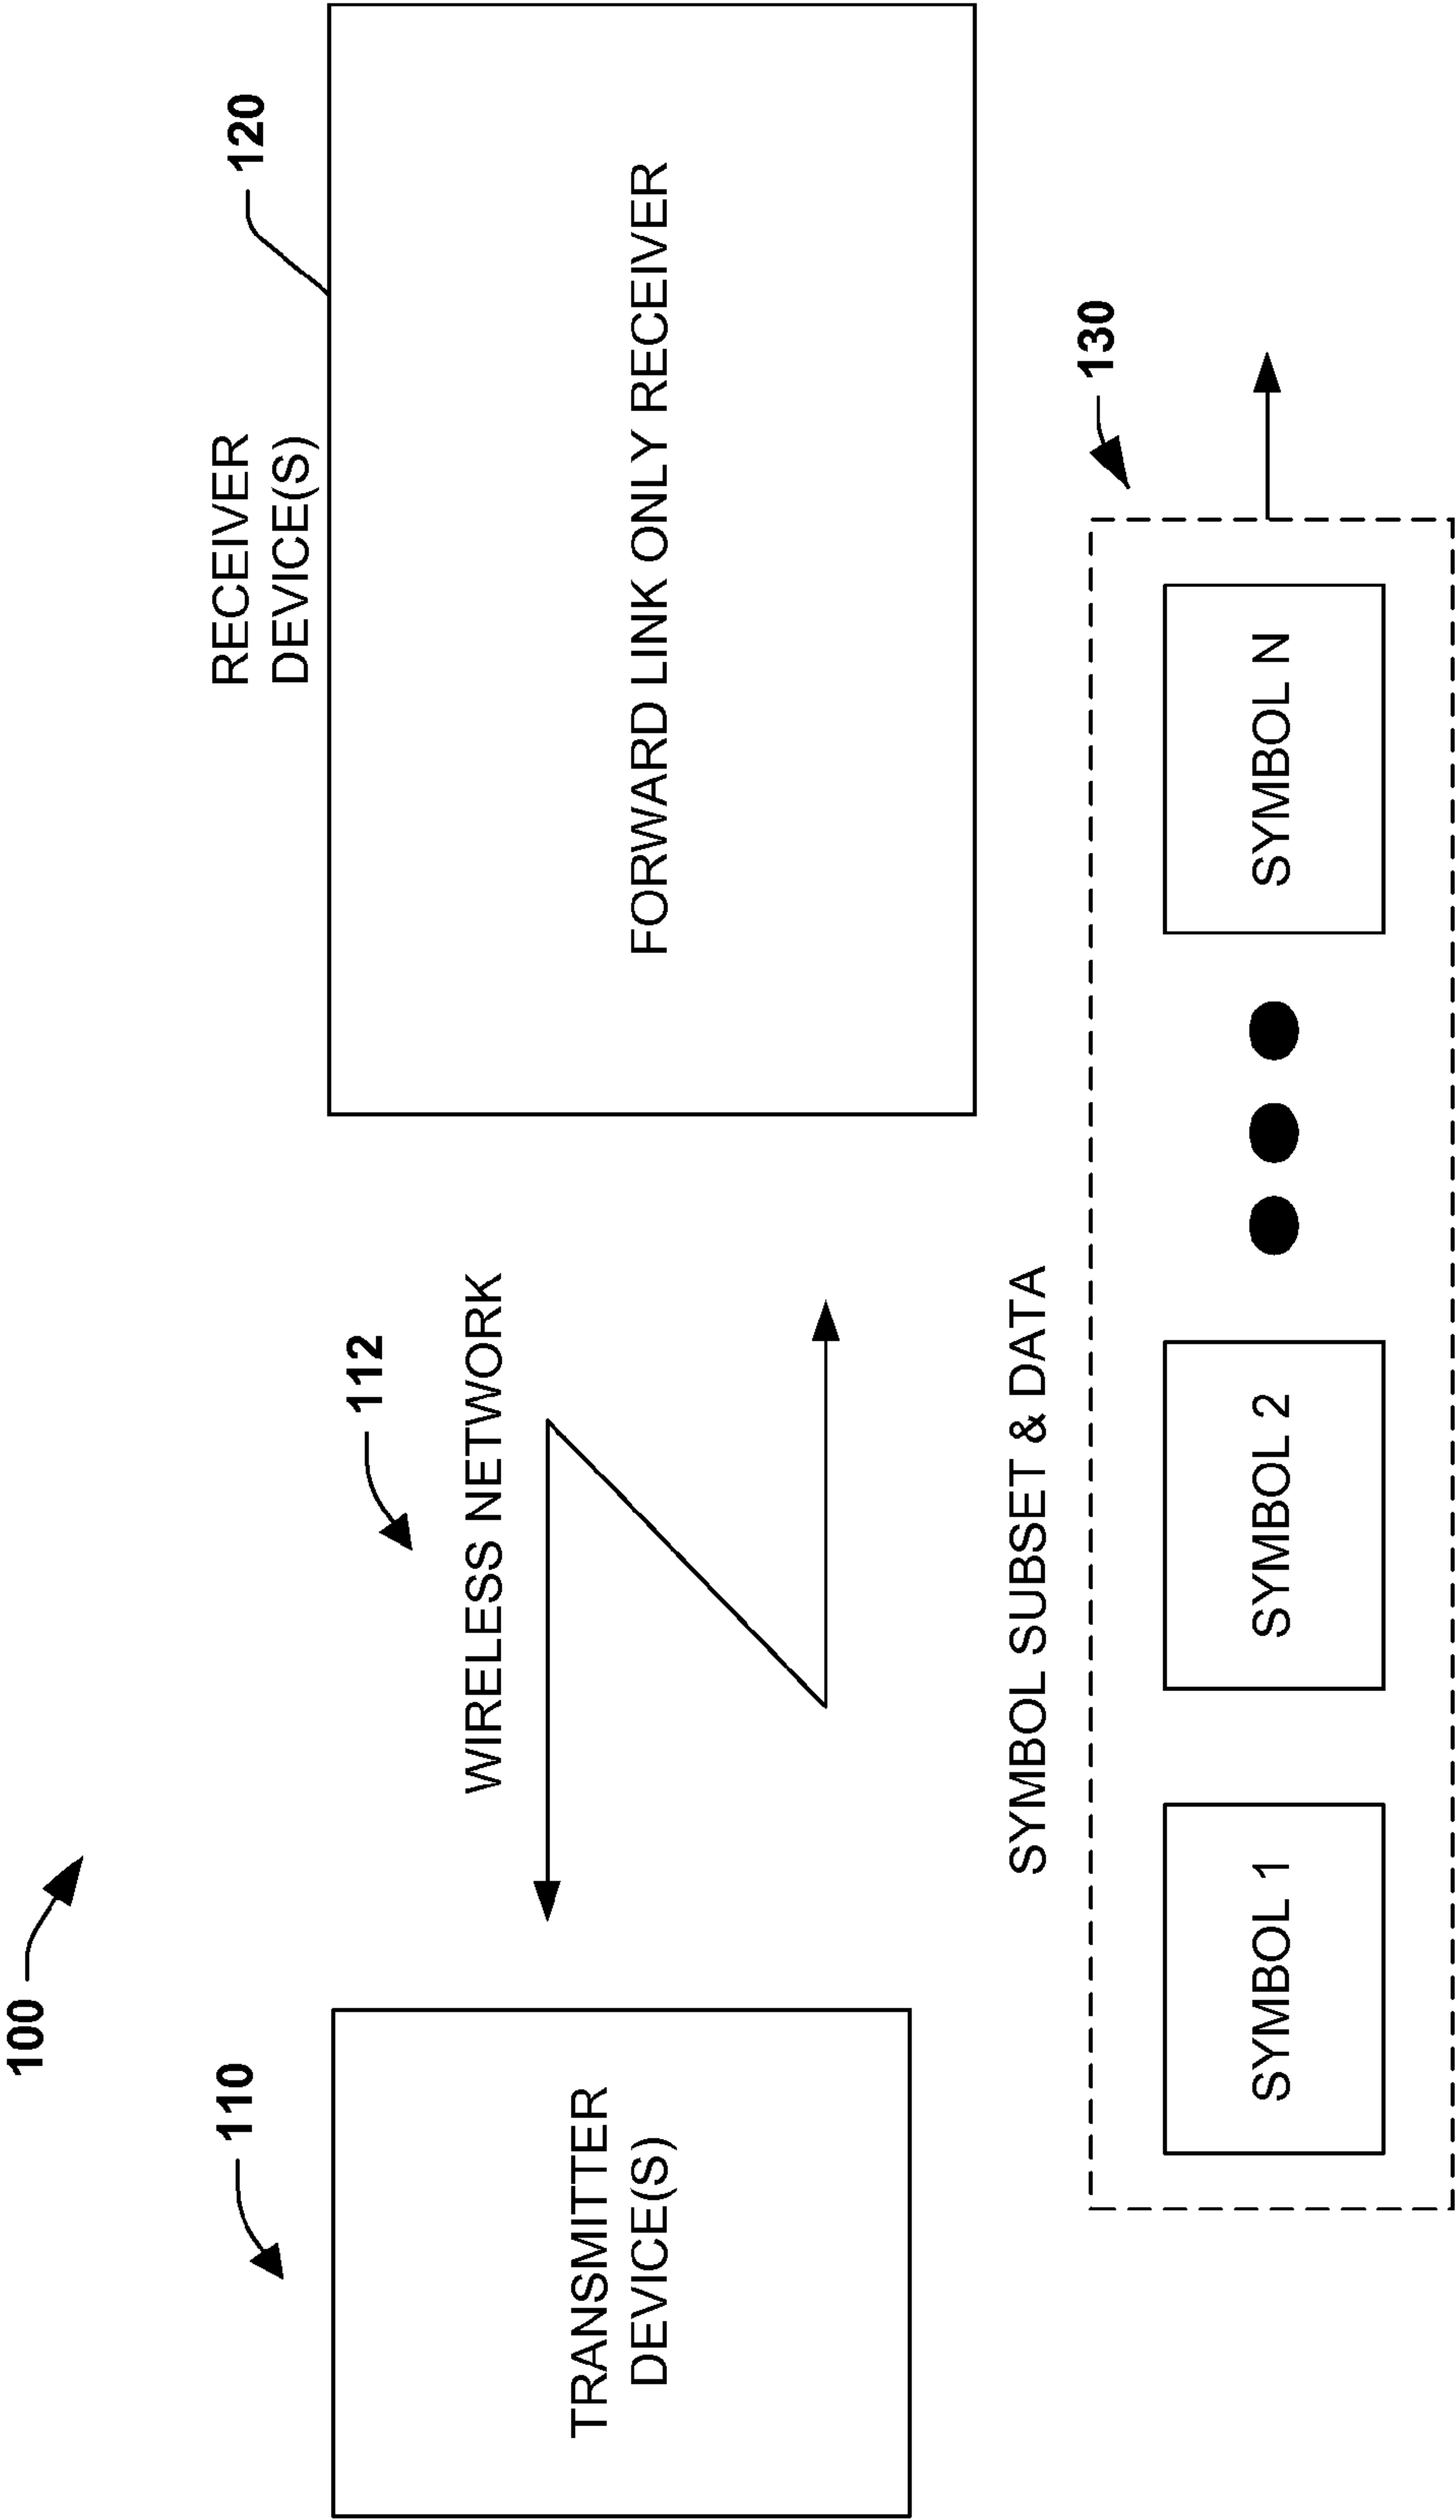 100
110
TRANSMITTER
DEVICE(S)
112
WIRELESS NETWORK
RECEIVER
DEVICE(S)
120
FORWARD LINK ONLY RECEIVER
SYMBOL SUBSET & DATA
130
SYMBOL 1
SYMBOL 2
SYMBOL N